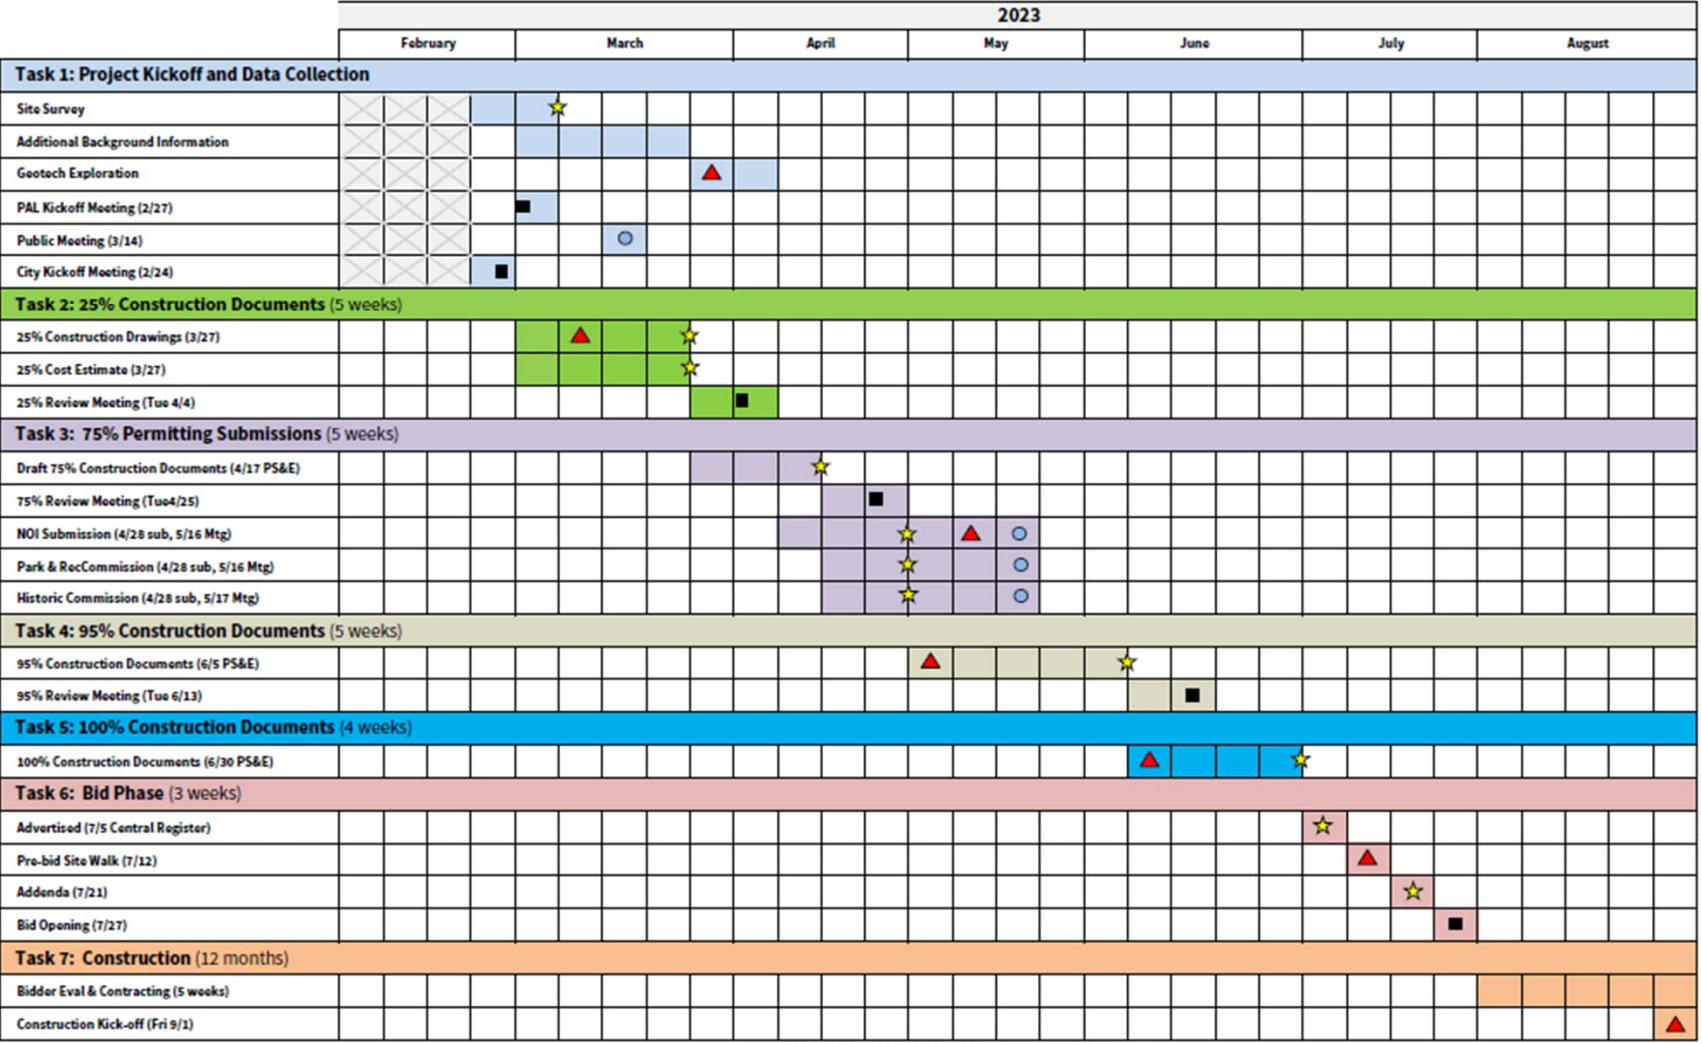 2023
February March April May June July August
Task 1: Project Kickoff and Data Collection
Site Survey
Additional Background Information
Geotech Exploration
PAL Kickoff Meeting (2/27)
Public Meeting (3/14)
City Kickoff Meeting (2/24)
Task 2: 25% Construction Documents (5 weeks)
25% Construction Drawings (3/27)
25% Cost Estimate (3/27)
25% Review Meeting (Tue 4/4)
Task 3: 75% Permitting Submissions (5 weeks)
Draft 75% Construction Documents (4/17 PS&E)
75% Review Meeting (Tue4/25)
NOI Submission (4/28 sub, 5/16 Mtg)
Park & RecCommission (4/28 sub, 5/16 Mtg)
Historic Commission (4/28 sub, 5/17 Mtg)
Task 4: 95% Construction Documents (5 weeks)
95% Construction Documents (6/5 PS&E)
95% Review Meeting (Tue 6/13)
Task 5: 100% Construction Documents (4 weeks)
100% Construction Documents (6/30 PS&E)
Task 6: Bid Phase (3 weeks)
Advertised (7/5 Central Register)
Pre-bid Site Walk (7/12)
Addenda (7/21)
Bid Opening (7/27)
Task 7: Construction (12 months)
Bidder Eval & Contracting (5 weeks)
Construction Kick-off (Fri 9/1)